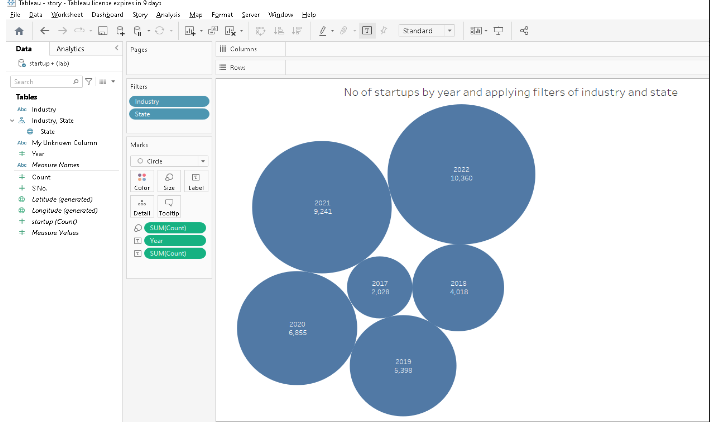 Tableau - story - Tableau license expires in 9 days
File Data Worksheet Dashboard Story Analysis Map Format Server Window Help
Standard
Data Analytics
startup + (lab)
Search
Tables
Abc Industry
Industry, State
State
Abc My Unknown Column
Year
Abc Measure Names
Count
S No.
Latitude (generated)
Longitude (generated)
startup (Count)
Measure Values
Pages
Filters
Industry
State
Marks
Circle
Color Size Label
Detail Tooltip
SUM(Count)
Year
SUM(Count)
Columns
Rows
No of startups by year and applying filters of industry and state
2022
10,360
2021
9,241
2017
2,028
2018
4,018
2020
6,855
2019
5,398